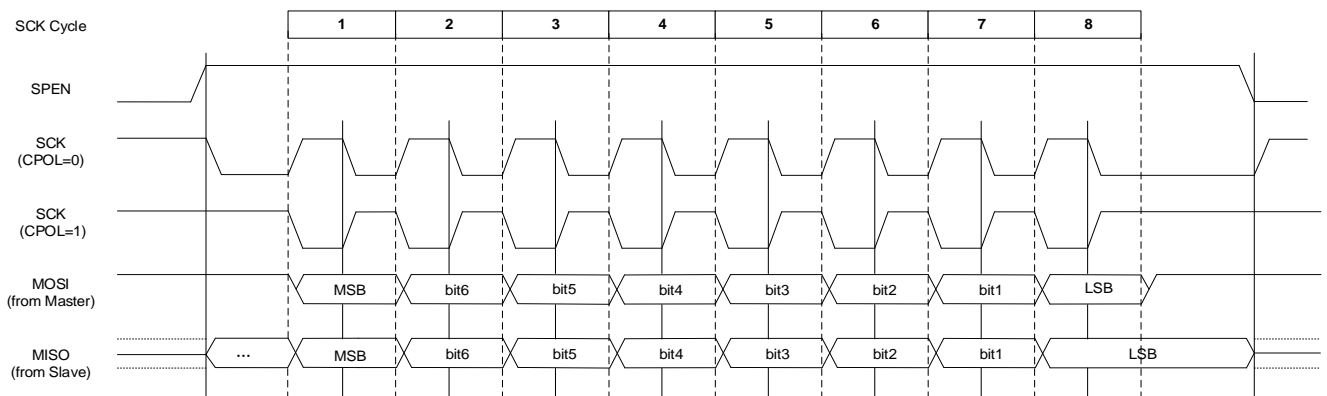 SCK Cycle 1 2 3 4 5 6 7 8
SPEN
SCK
(CPOL=0)
SCK
(CPOL=1)
MOSI
(from Master)
MSB bit6 bit5 bit4 bit3 bit2 bit1 LSB
MISO
(from Slave)
... MSB bit6 bit5 bit4 bit3 bit2 bit1 LSB